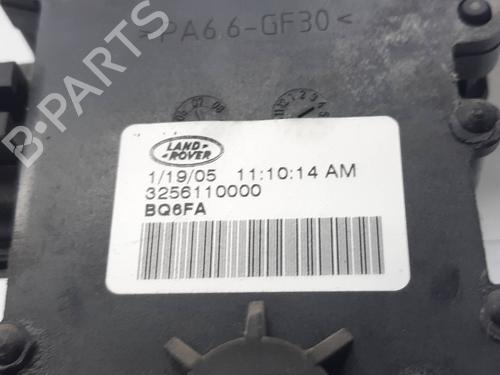 >PA6.6-GF30<
B-PARTS
LAND
ROVER
1/19/05 11:10:14 AM
3256110000
BQ6FA